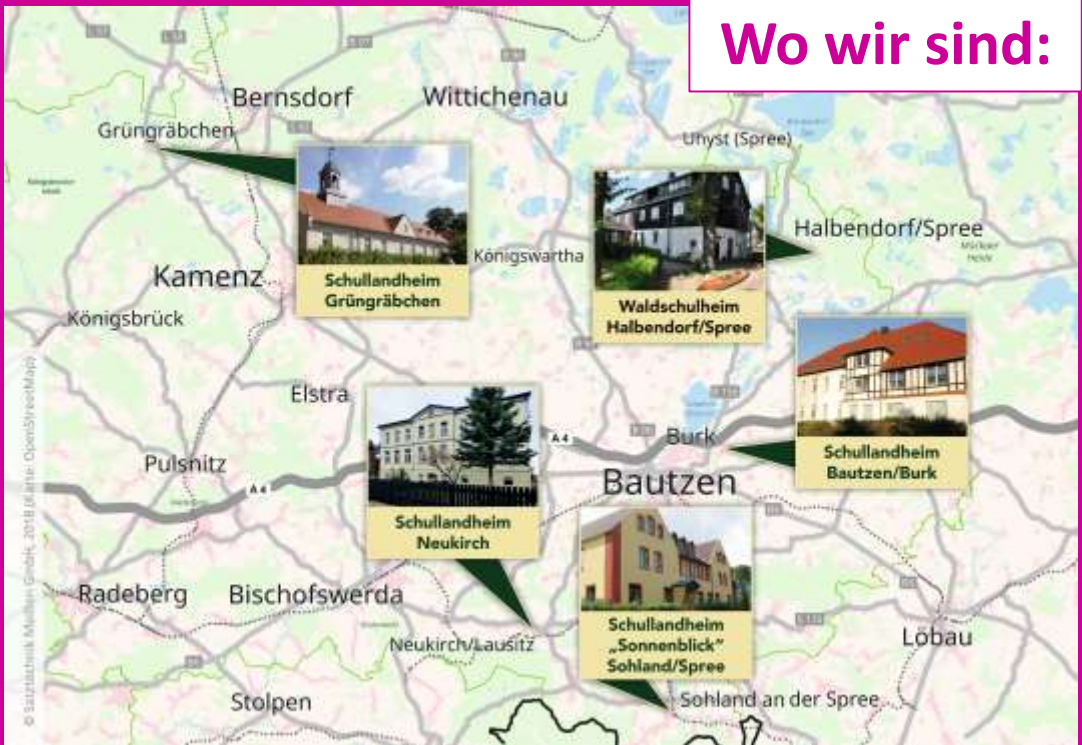 Wo wir sind:
Bernsdorf
Wittichenau
Grüngräbchen
Uhyst (Spree)
Halbendorf/Spree
Königswartha
Kamenz
Schullandheim
Grüngräbchen
Waldschulheim
Halbendorf/Spree
Königsbrück
Elstra
A 4
Burk
Schullandheim
Bautzen/Burk
Pulsnitz
Bautzen
A 4
Schullandheim
Neukirch
Radeberg
Bischofswerda
Schullandheim
„Sonnenblick"
Sohland/Spree
Löbau
Neukirch/Lausitz
Stolpen
Sohland an der Spree